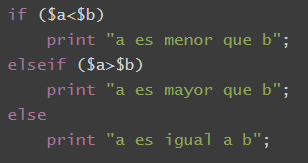 if ($a<$b)
    print "a es menor que b";
elseif ($a>$b)
    print "a es mayor que b";
else
    print "a es igual a b";